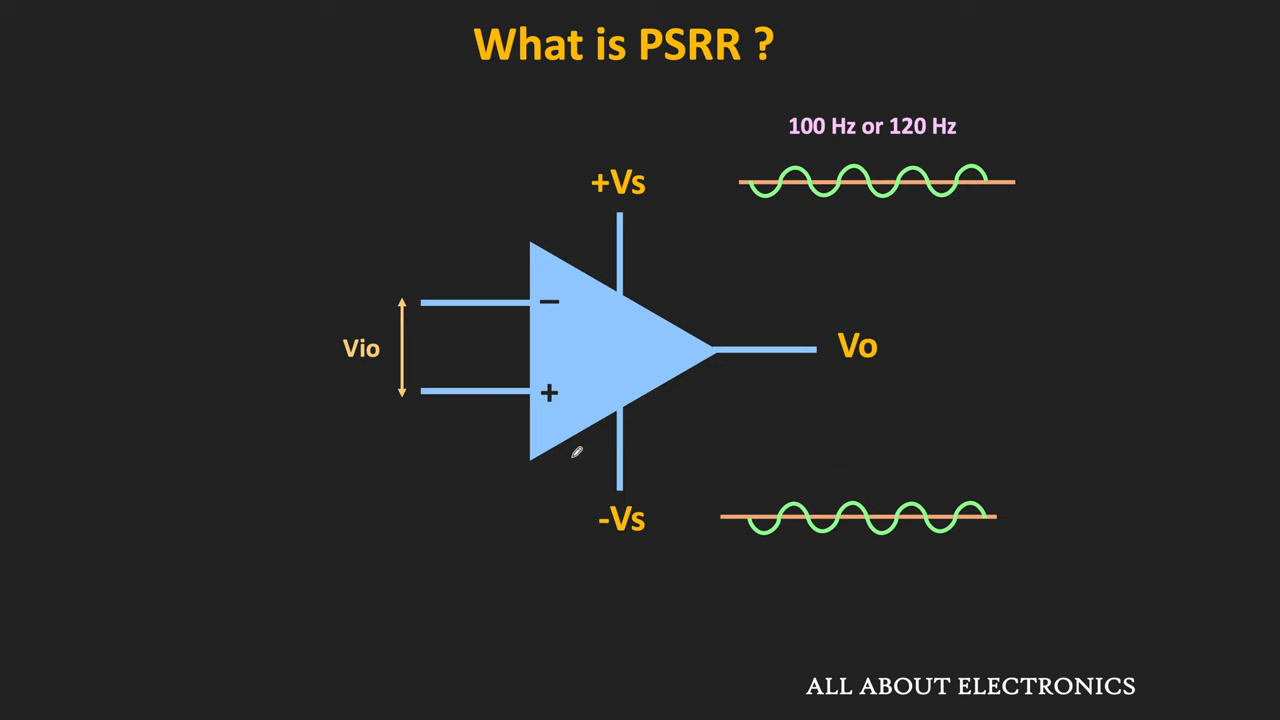 What is PSRR ?
100 Hz or 120 Hz
+Vs
−
Vio
Vo
+
-Vs
ALL ABOUT ELECTRONICS